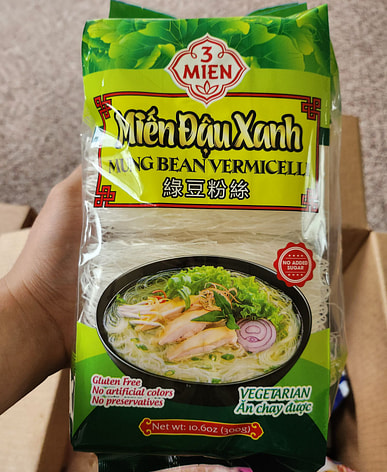 3
MIEN
Miến Đậu Xanh
MUNG BEAN VERMICELLI
綠豆粉絲
NO ADDED
SUGAR
Gluten Free
No artificial colors
No preservatives
VEGETARIAN
Ăn chay được
Net wt: 10.6oz (300g)